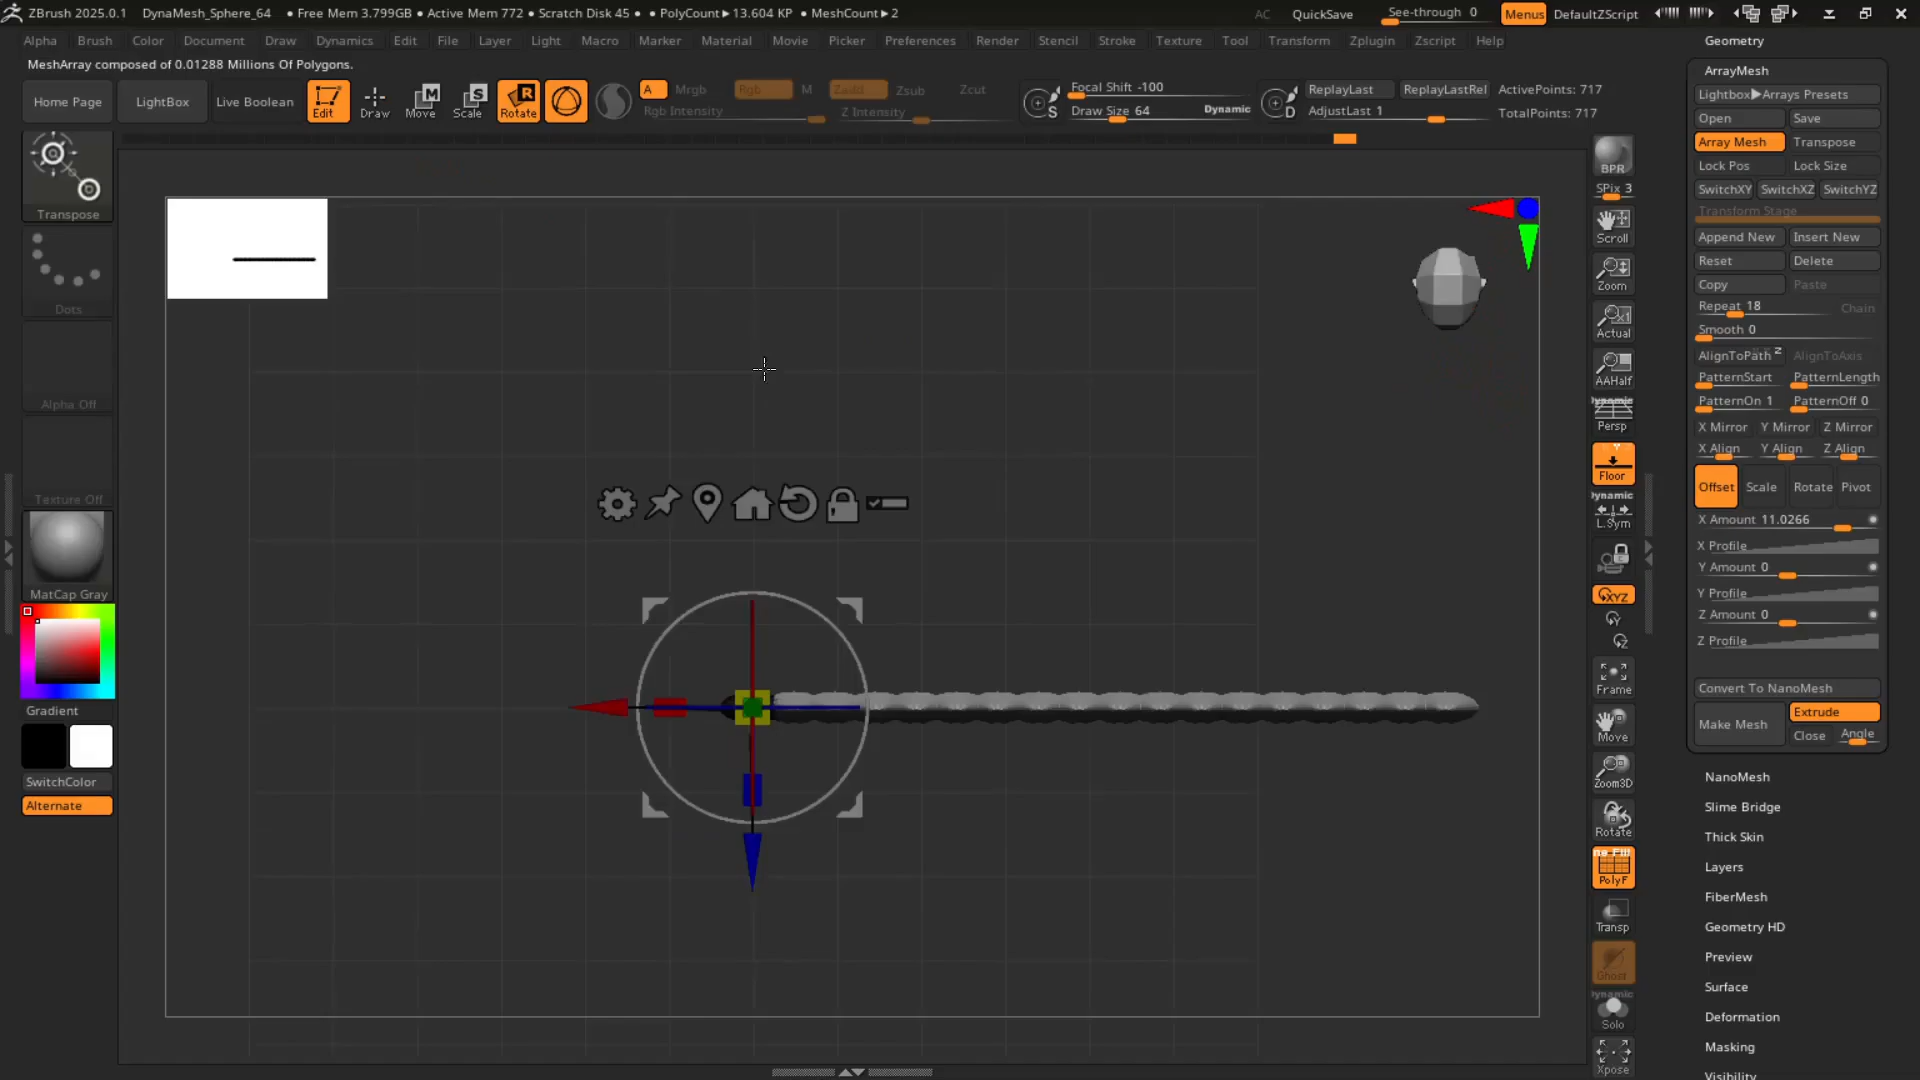 ZBrush 2025.0.1 DynaMesh_Sphere_64 • Free Mem 3.799GB • Active Mem 772 • Scratch Disk 45 • • PolyCount►13.604 KP • MeshCount►2 AC QuickSave See-through 0 Menus DefaultZScript
Alpha Brush Color Document Draw Dynamics Edit File Layer Light Macro Marker Material Movie Picker Preferences Render Stencil Stroke Texture Tool Transform Zplugin Zscript Help
MeshArray composed of 0.01288 Millions Of Polygons.
Home Page LightBox Live Boolean Edit Draw Move Scale Rotate
A Mrgb Rgb M Zadd Zsub Zcut
Rgb Intensity Z Intensity
Focal Shift -100
Draw Size 64 Dynamic
ReplayLast ReplayLastRel ActivePoints: 717
AdjustLast 1 TotalPoints: 717
Transpose
Dots
Alpha Off
Texture Off
MatCap Gray
Gradient
SwitchColor
Alternate
BPR
SPix 3
Scroll
Zoom
Actual
AAHalf
Dynamic
Persp
Floor
Dynamic
L.Sym
XYZ
Y
Z
Frame
Move
Zoom3D
Rotate
PolyF
Transp
Ghost
Dynamic
Solo
Xpose
Geometry
ArrayMesh
Lightbox►Arrays Presets
Open Save
Array Mesh Transpose
Lock Pos Lock Size
SwitchXY SwitchXZ SwitchYZ
Transform Stage
Append New Insert New
Reset Delete
Copy Paste
Repeat 18 Chain
Smooth 0
AlignToPath AlignToAxis
PatternStart PatternLength
PatternOn 1 PatternOff 0
X Mirror Y Mirror Z Mirror
X Align Y Align Z Align
Offset Scale Rotate Pivot
X Amount 11.0266
X Profile
Y Amount 0
Y Profile
Z Amount 0
Z Profile
Convert To NanoMesh
Make Mesh Extrude
Close Angle
NanoMesh
Slime Bridge
Thick Skin
Layers
FiberMesh
Geometry HD
Preview
Surface
Deformation
Masking
Visibility